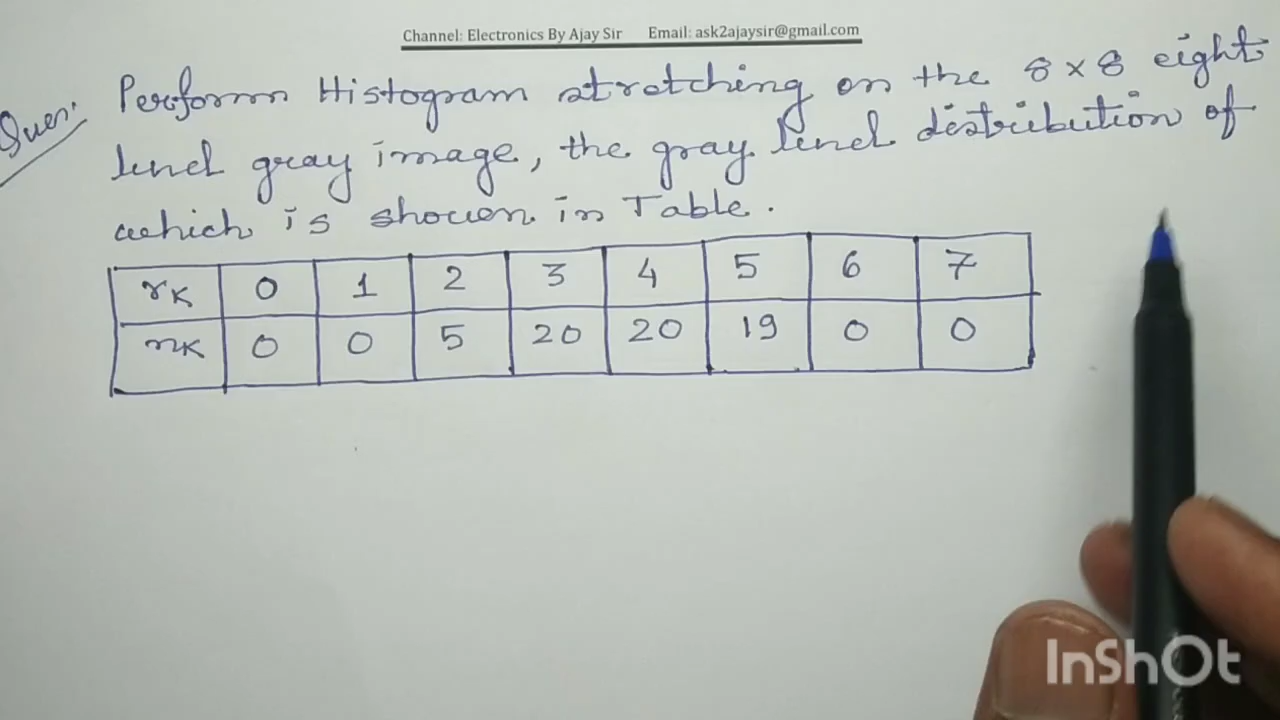 Channel: Electronics By Ajay Sir Email: ask2ajaysir@gmail.com
Ques: Perform Histogram stretching on the 8 × 8 eight
level gray image, the gray level distribution of
which is shown in Table.
rK 0 1 2 3 4 5 6 7
nK 0 0 5 20 20 19 0 0
InShOt